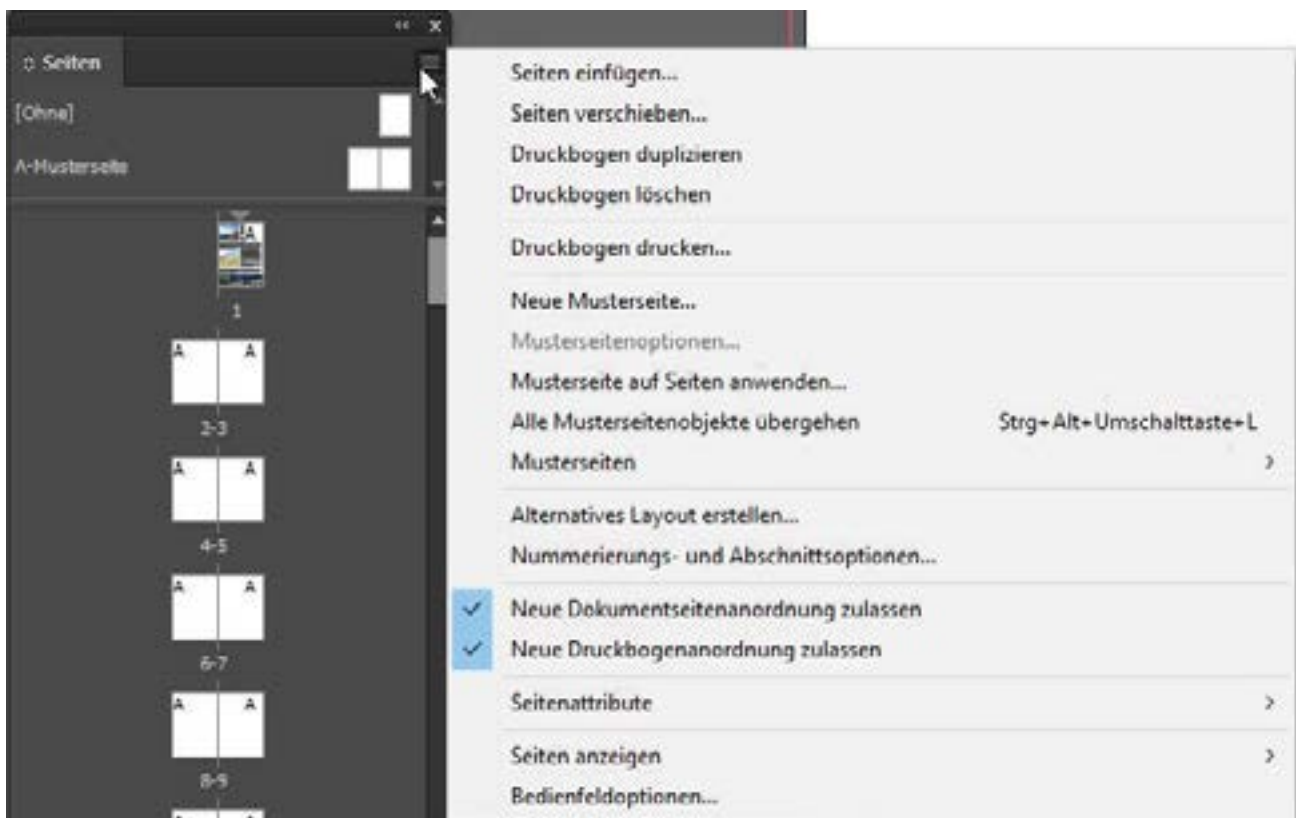 Seiten
[Ohne]
A-Musterseite
A
1
A A
2-3
A A
4-5
A A
6-7
A A
8-9
Seiten einfügen...
Seiten verschieben...
Druckbogen duplizieren
Druckbogen löschen
Druckbogen drucken...
Neue Musterseite...
Musterseitenoptionen...
Musterseite auf Seiten anwenden...
Alle Musterseitenobjekte übergehen Strg+Alt+Umschalttaste+L
Musterseiten
Alternatives Layout erstellen...
Nummerierungs- und Abschnittsoptionen...
Neue Dokumentseitenanordnung zulassen
Neue Druckbogenanordnung zulassen
Seitenattribute
Seiten anzeigen
Bedienfeldoptionen...